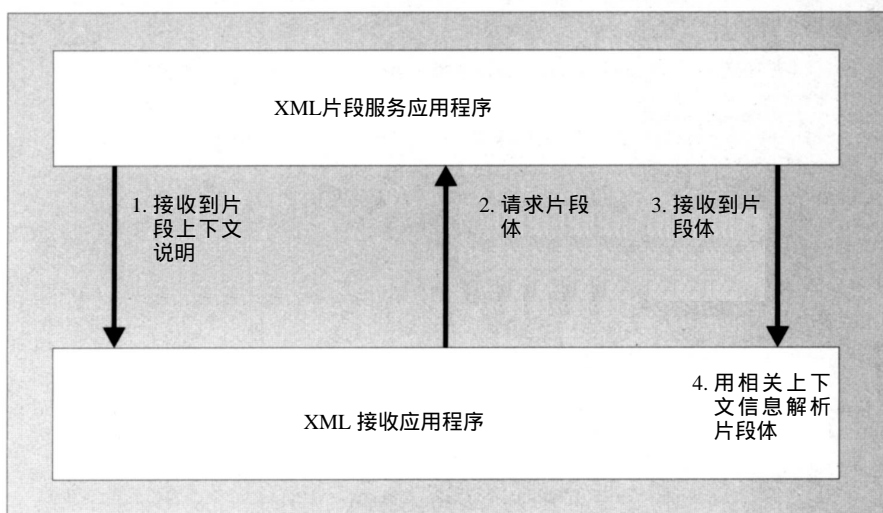 XML片段服务应用程序
1. 接收到片
段上下文
说明
2. 请求片段
体
3. 接收到片
段体
XML 接收应用程序
4. 用相关上下
文信息解析
片段体